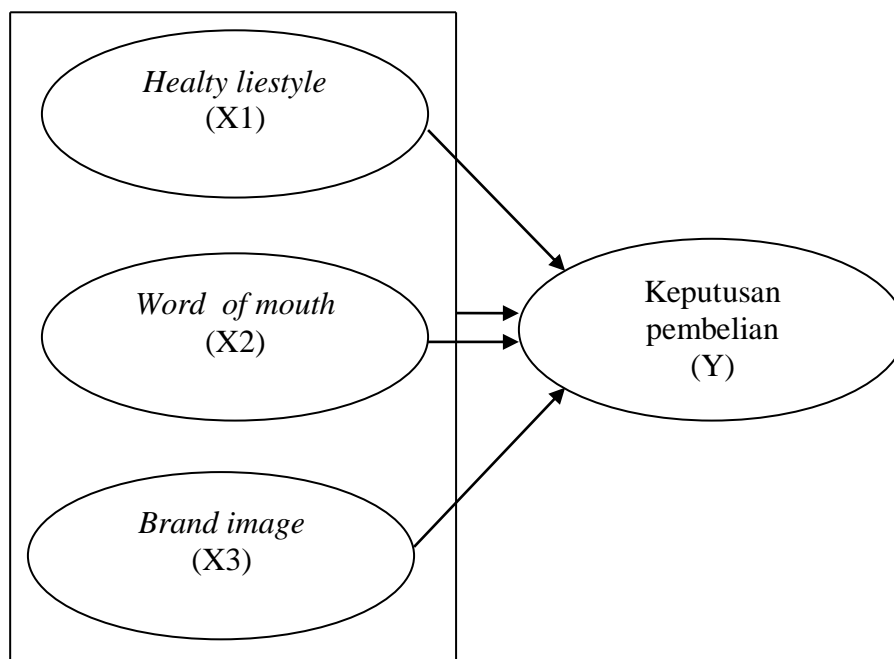 Healty liestyle
(X1)
Word of mouth
(X2)
Keputusan
pembelian
(Y)
Brand image
(X3)